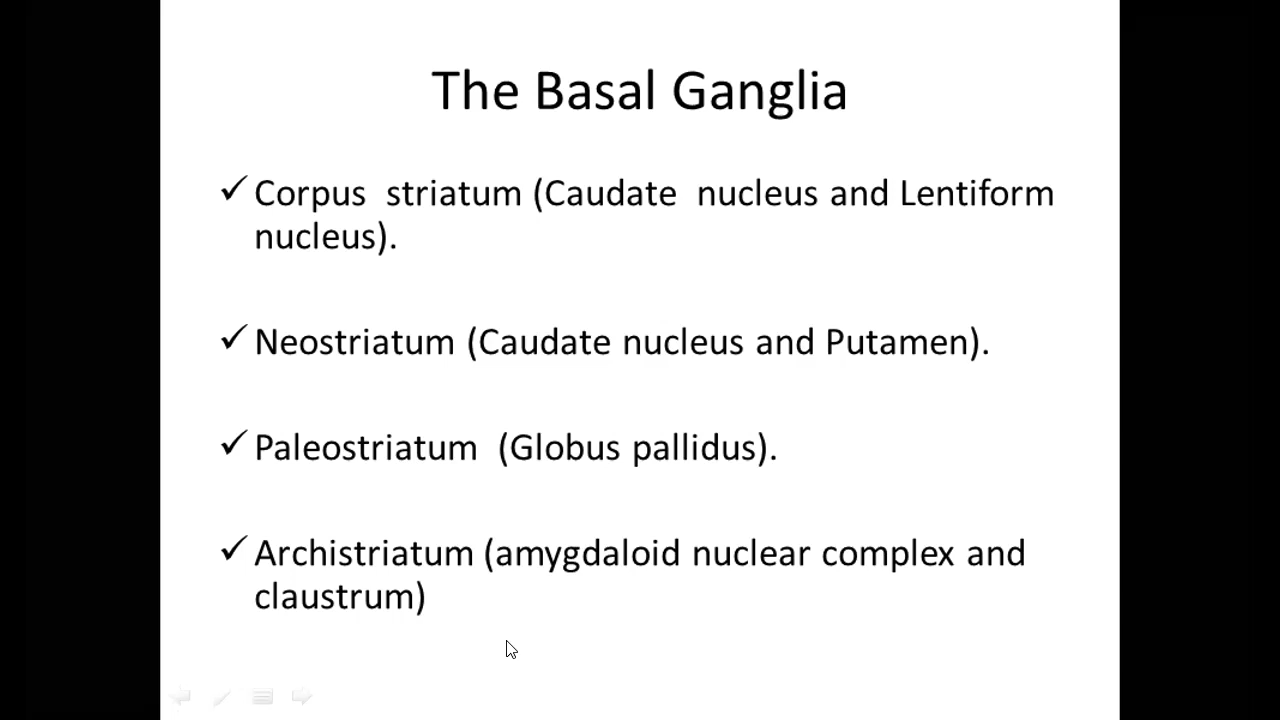 The Basal Ganglia
✓ Corpus striatum (Caudate nucleus and Lentiform
nucleus).
✓ Neostriatum (Caudate nucleus and Putamen).
✓ Paleostriatum (Globus pallidus).
✓ Archistriatum (amygdaloid nuclear complex and
claustrum)